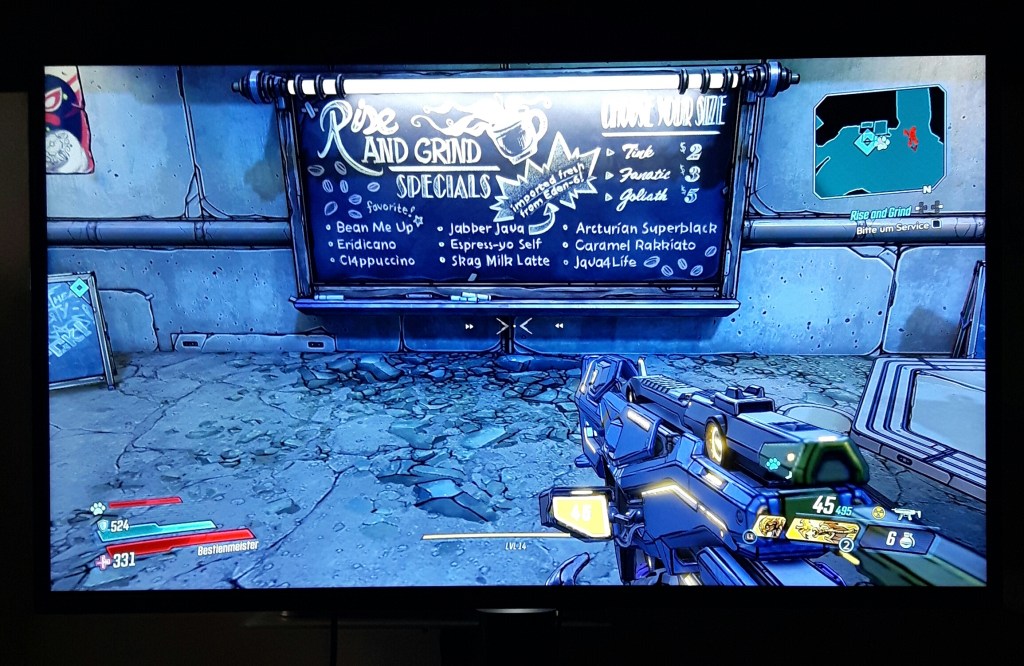 Rise
AND GRIND
SPECIALS
imported fresh
from Eden-6!
CHOOSE YOUR SIZE
Tink $2
Fanatic $3
Goliath $5
favorite!
• Bean Me Up
• Eridicano
• Cl4ppuccino
• Jabber Java
• Espress-yo Self
• Skag Milk Latte
• Arcturian Superblack
• Caramel Rakkiato
• Java4Life
N
Rise and Grind
Bitte um Service
524
331
Bestienmeister
LVL 14
45
45 495
2
6